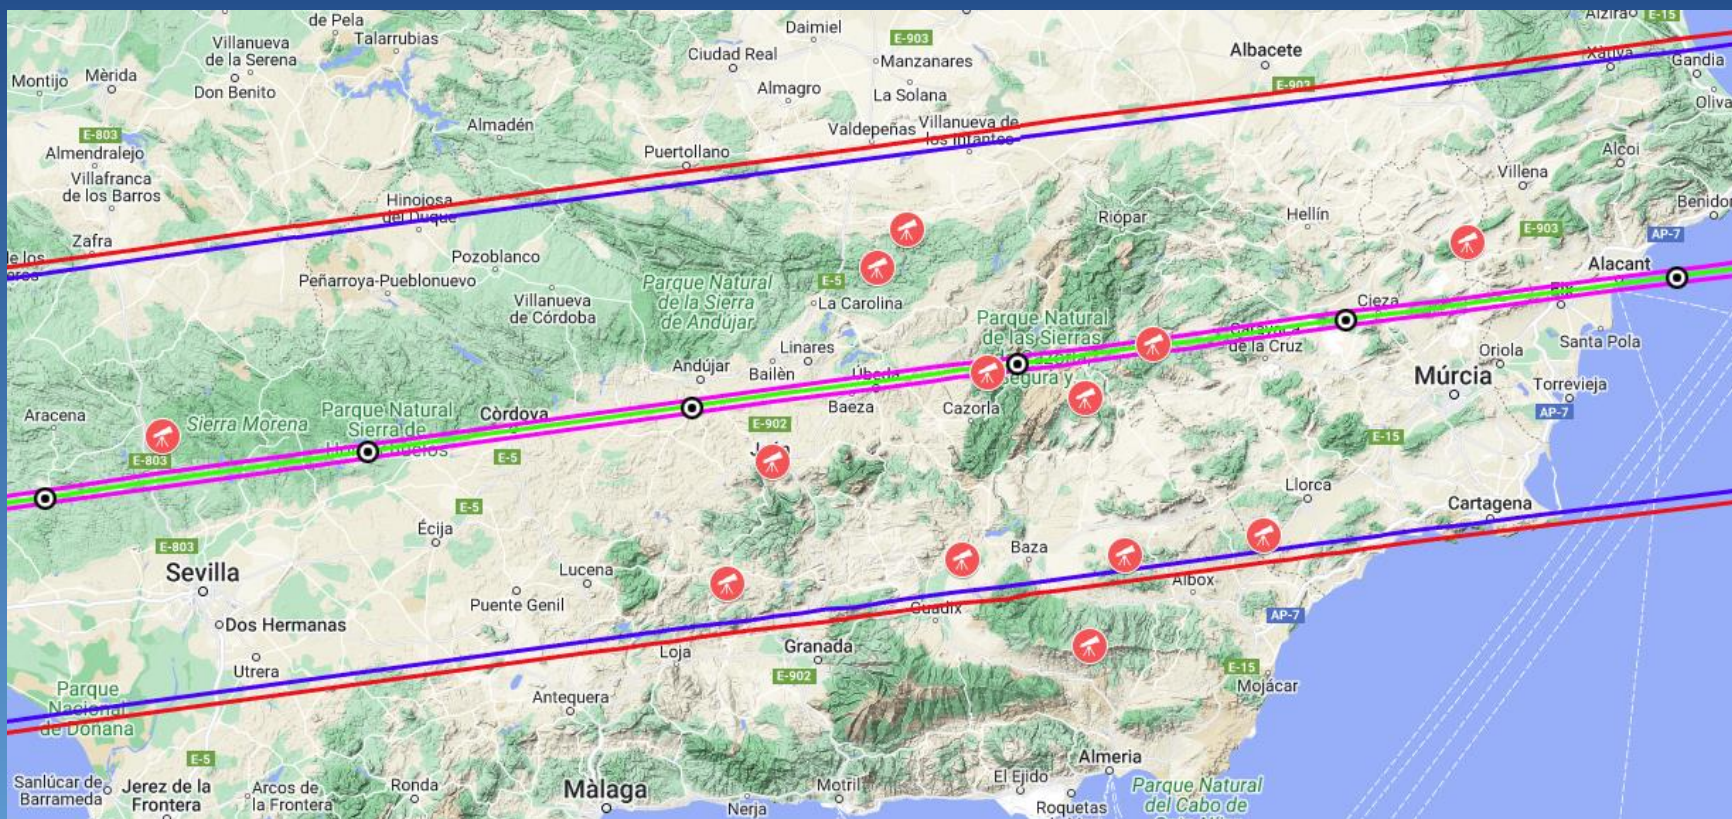 de Pela
Talarrubias
Daimiel
E-903
Alzira
E-15
Villanueva
de la Serena
Ciudad Real
Manzanares
Albacete
Xàtiva
Gandia
Montijo
Mèrida
Don Benito
Almagro
La Solana
E-903
Oliva
E-803
Almadén
Valdepeñas
Villanueva de
los Infantes
Almendralejo
Puertollano
Alcoi
Villafranca
de los Barros
Villena
Hinojosa
del Duque
Riópar
Hellín
Benidor
Zafra
E-903
AP-7
de los
Pozoblanco
Peñarroya-Pueblonuevo
Parque Natural
de la Sierra
de Andújar
E-5
Alacant
Villanueva
de Córdoba
La Carolina
Cieza
Elx
Parque Natural
de las Sierras
Segura y
Caravaca
de la Cruz
Linares
Oriola
Santa Pola
Andújar
Bailèn
Úbeda
Múrcia
Torrevieja
Aracena
Sierra Morena
Parque Natural
Sierra de
Còrdova
Baeza
Cazorla
AP-7
E-902
E-15
E-803
E-5
Llorca
Cartagena
E-5
Écija
E-803
Baza
Sevilla
Lucena
Albox
Puente Genil
Guadix
AP-7
Dos Hermanas
Loja
Granada
Utrera
E-902
E-15
Parque
Nacional
de Doñana
Antequera
Mojácar
E-5
Almeria
Sanlúcar de
Barrameda
Jerez de la
Frontera
Arcos de
la Frontera
Ronda
Màlaga
Motril
El Ejido
Parque Natural
del Cabo de
Nerja
Roquetas